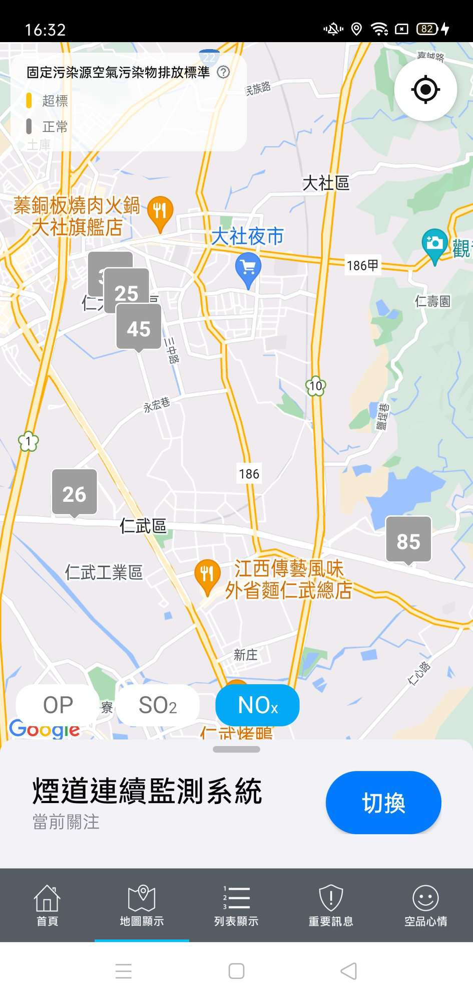 16:32
82
22
固定污染源空氣污染物排放標準 ?
超標
正常
土庫
嘉誠路
民族路
大社區
蓁銅板燒肉火鍋
大社旗艦店
大社夜市
186甲
仁壽園
25
45
三中路
10
永宏巷
鹽埕巷
1
186
26
仁武區
85
仁武工業區
江西傳藝風味
外省麵仁武總店
新庄
仁心路
OP
寮
SO2
NOx
Google
仁武烤鴨
煙道連續監測系統
當前關注
切換
首頁
地圖顯示
1
2
3
列表顯示
重要訊息
空品心情